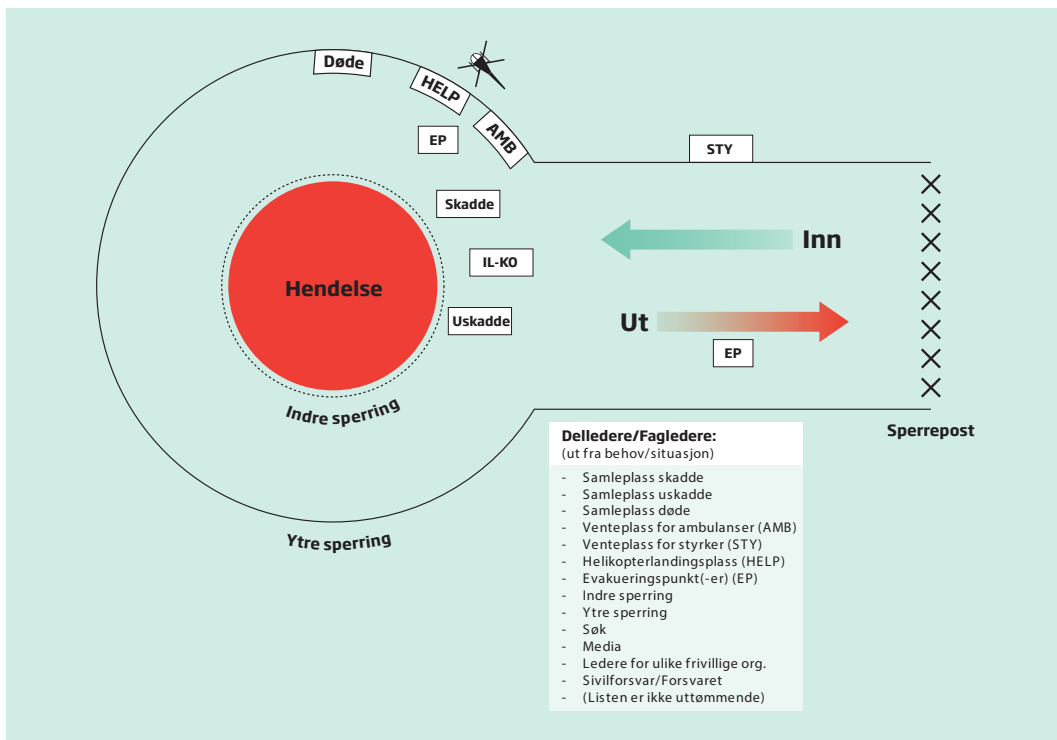 Døde
HELP
AMB
EP
STY
Skadde
Inn
IL-KO
Hendelse
Uskadde
Ut
EP
Indre sperring
Sperrepost
Ytre sperring
Delledere/Fagledere:
(ut fra behov/situasjon)
- Samleplass skadde
- Samleplass uskadde
- Samleplass døde
- Venteplass for ambulanser (AMB)
- Venteplass for styrker (STY)
- Helikopterlandingsplass (HELP)
- Evakueringspunkt(-er) (EP)
- Indre sperring
- Ytre sperring
- Søk
- Media
- Ledere for ulike frivillige org.
- Sivilforsvar/Forsvaret
- (Listen er ikke uttømmende)